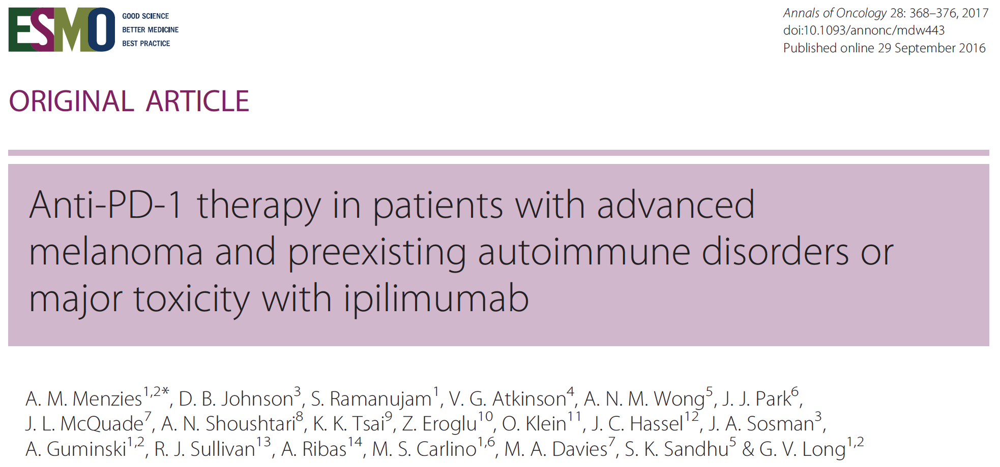 ESMO
GOOD SCIENCE
BETTER MEDICINE
BEST PRACTICE
Annals of Oncology 28: 368–376, 2017
doi:10.1093/annonc/mdw443
Published online 29 September 2016
ORIGINAL ARTICLE
Anti-PD-1 therapy in patients with advanced
melanoma and preexisting autoimmune disorders or
major toxicity with ipilimumab
A. M. Menzies1,2*, D. B. Johnson3, S. Ramanujam1, V. G. Atkinson4, A. N. M. Wong5, J. J. Park6,
J. L. McQuade7, A. N. Shoushtari8, K. K. Tsai9, Z. Eroglu10, O. Klein11, J. C. Hassel12, J. A. Sosman3,
A. Guminski1,2, R. J. Sullivan13, A. Ribas14, M. S. Carlino1,6, M. A. Davies7, S. K. Sandhu5 & G. V. Long1,2